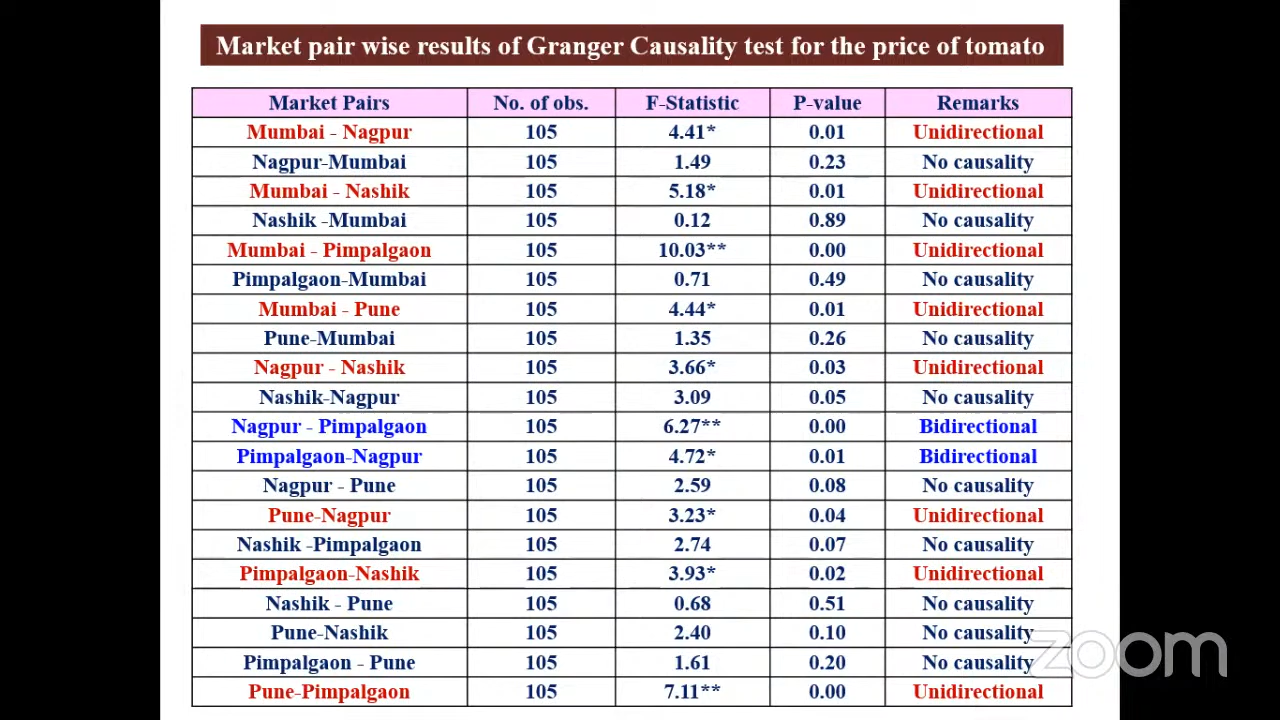 Market pair wise results of Granger Causality test for the price of tomato
Market Pairs No. of obs. F-Statistic P-value Remarks
Mumbai - Nagpur 105 4.41* 0.01 Unidirectional
Nagpur-Mumbai 105 1.49 0.23 No causality
Mumbai - Nashik 105 5.18* 0.01 Unidirectional
Nashik -Mumbai 105 0.12 0.89 No causality
Mumbai - Pimpalgaon 105 10.03** 0.00 Unidirectional
Pimpalgaon-Mumbai 105 0.71 0.49 No causality
Mumbai - Pune 105 4.44* 0.01 Unidirectional
Pune-Mumbai 105 1.35 0.26 No causality
Nagpur - Nashik 105 3.66* 0.03 Unidirectional
Nashik-Nagpur 105 3.09 0.05 No causality
Nagpur - Pimpalgaon 105 6.27** 0.00 Bidirectional
Pimpalgaon-Nagpur 105 4.72* 0.01 Bidirectional
Nagpur - Pune 105 2.59 0.08 No causality
Pune-Nagpur 105 3.23* 0.04 Unidirectional
Nashik -Pimpalgaon 105 2.74 0.07 No causality
Pimpalgaon-Nashik 105 3.93* 0.02 Unidirectional
Nashik - Pune 105 0.68 0.51 No causality
Pune-Nashik 105 2.40 0.10 No causality
Pimpalgaon - Pune 105 1.61 0.20 No causality
Pune-Pimpalgaon 105 7.11** 0.00 Unidirectional
zoom